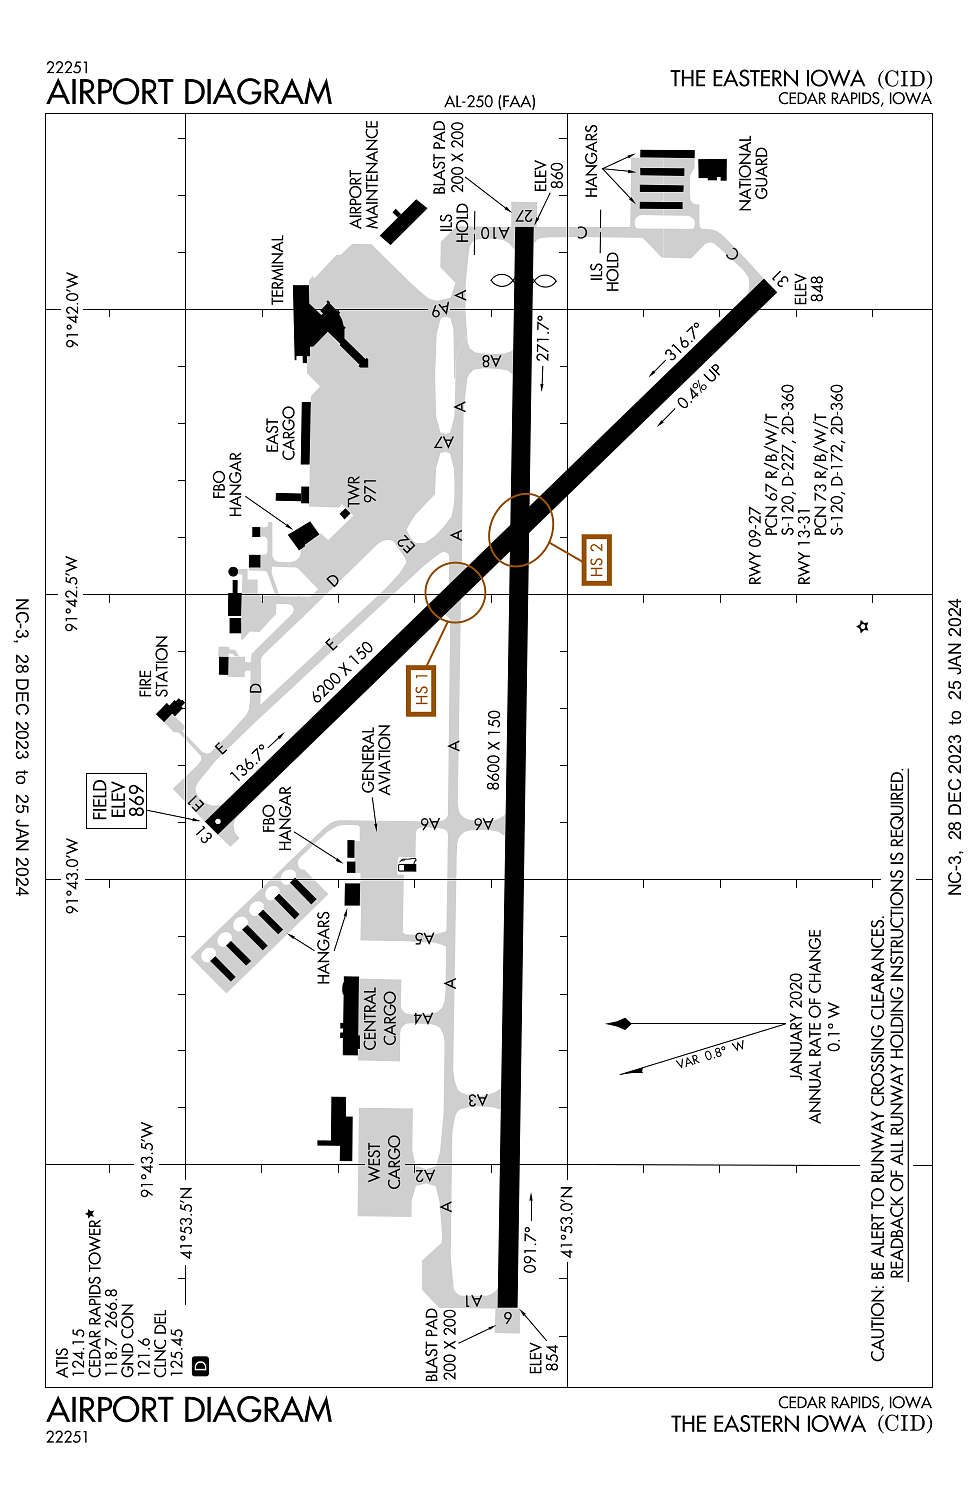 22251
AIRPORT DIAGRAM
AL-250 (FAA)
THE EASTERN IOWA (CID)
CEDAR RAPIDS, IOWA
ATIS
124.15
CEDAR RAPIDS TOWER★
118.7 266.8
GND CON
121.6
CLNC DEL
125.45
D
91°42.0'W
91°42.5'W
91°43.0'W
91°43.5'W
41°53.5'N
41°53.0'N
AIRPORT
MAINTENANCE
BLAST PAD
200 X 200
ILS
HOLD
A10
27
ELEV
860
HANGARS
NATIONAL
GUARD
C
ILS
HOLD
C
31
ELEV
848
TERMINAL
A
A9
A8
271.7°
316.7°
0.4% UP
A
A7
EAST
CARGO
FBO
HANGAR
TWR
971
E2
A
D
HS 2
HS 1
RWY 09-27
PCN 67 R/B/W/T
S-120, D-227, 2D-360
RWY 13-31
PCN 73 R/B/W/T
S-120, D-172, 2D-360
FIRE
STATION
D
E
6200 X 150
E
136.7°
E1
13
FIELD
ELEV
869
GENERAL
AVIATION
FBO
HANGAR
A
8600 X 150
A6
A6
HANGARS
A5
A
A4
CENTRAL
CARGO
A3
WEST
CARGO
A2
A
A1
091.7°
9
BLAST PAD
200 X 200
ELEV
854
VAR 0.8° W
JANUARY 2020
ANNUAL RATE OF CHANGE
0.1° W
CAUTION: BE ALERT TO RUNWAY CROSSING CLEARANCES.
READBACK OF ALL RUNWAY HOLDING INSTRUCTIONS IS REQUIRED.
NC-3, 28 DEC 2023 to 25 JAN 2024
NC-3, 28 DEC 2023 to 25 JAN 2024
AIRPORT DIAGRAM
22251
CEDAR RAPIDS, IOWA
THE EASTERN IOWA (CID)